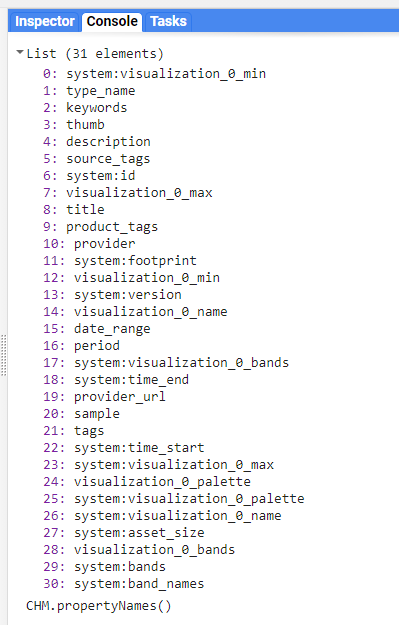 Inspector Console Tasks
List (31 elements)
0: system:visualization_0_min
1: type_name
2: keywords
3: thumb
4: description
5: source_tags
6: system:id
7: visualization_0_max
8: title
9: product_tags
10: provider
11: system:footprint
12: visualization_0_min
13: system:version
14: visualization_0_name
15: date_range
16: period
17: system:visualization_0_bands
18: system:time_end
19: provider_url
20: sample
21: tags
22: system:time_start
23: system:visualization_0_max
24: visualization_0_palette
25: system:visualization_0_palette
26: system:visualization_0_name
27: system:asset_size
28: visualization_0_bands
29: system:bands
30: system:band_names
CHM.propertyNames()